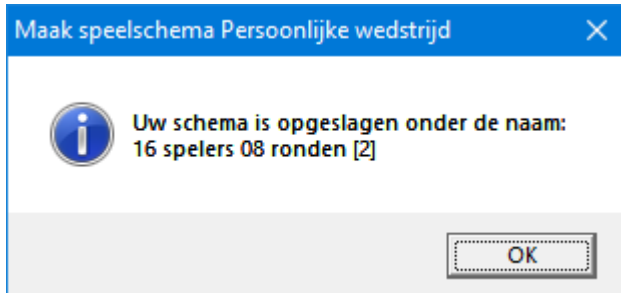 Maak speelschema Persoonlijke wedstrijd
Uw schema is opgeslagen onder de naam:
16 spelers 08 ronden [2]
OK